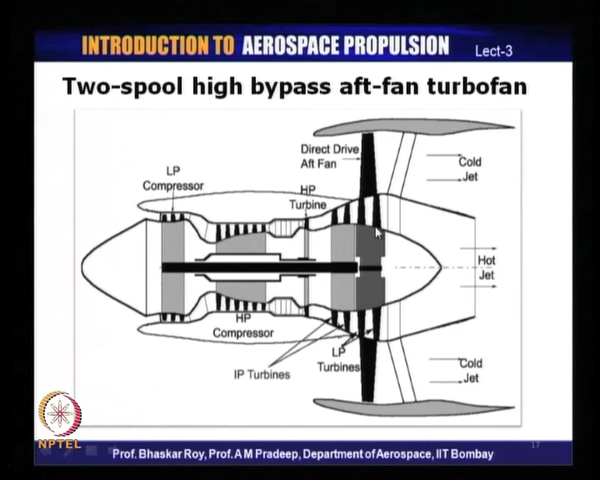 INTRODUCTION TO AEROSPACE PROPULSION
Lect-3
Two-spool high bypass aft-fan turbofan
Direct Drive
Aft Fan
Cold
Jet
LP
Compressor
HP
Turbine
Hot
Jet
HP
Compressor
LP
Turbines
IP Turbines
Cold
Jet
NPTEL
17
Prof. Bhaskar Roy, Prof. A M Pradeep, Department of Aerospace, IIT Bombay